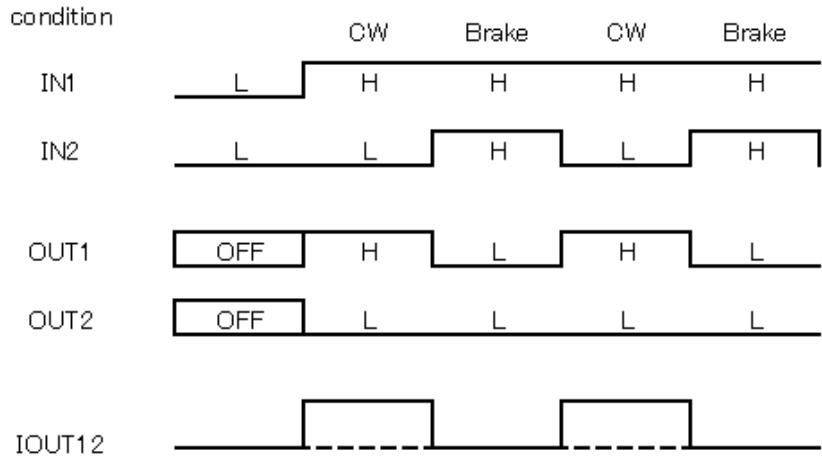 condition
CW Brake CW Brake
IN1 L H H H H
IN2 L L H L H
OUT1 OFF H L H L
OUT2 OFF L L L L
IOUT12